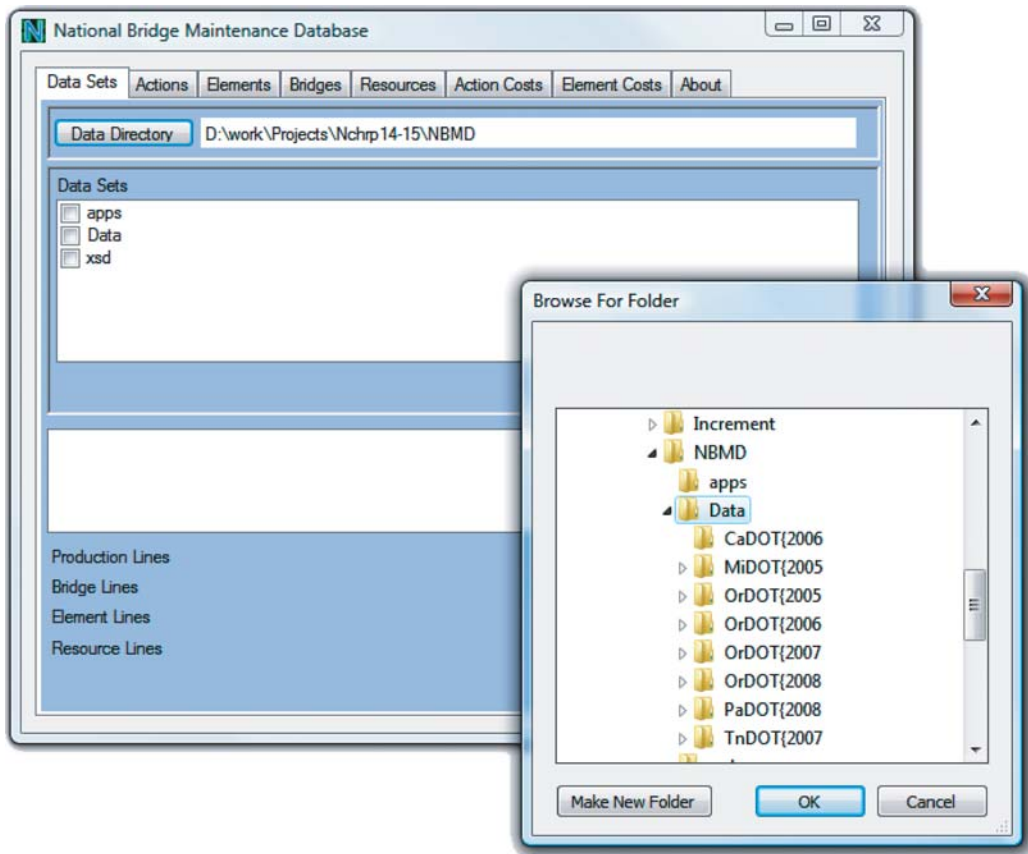 National Bridge Maintenance Database
Data Sets Actions Elements Bridges Resources Action Costs Element Costs About
Data Directory D:\work\Projects\Nchrp14-15\NBMD
Data Sets
apps
Data
xsd
Production Lines
Bridge Lines
Element Lines
Resource Lines
Browse For Folder
Increment
NBMD
apps
Data
CaDOT{2006
MiDOT{2005
OrDOT{2005
OrDOT{2006
OrDOT{2007
OrDOT{2008
PaDOT{2008
TnDOT{2007
Make New Folder OK Cancel